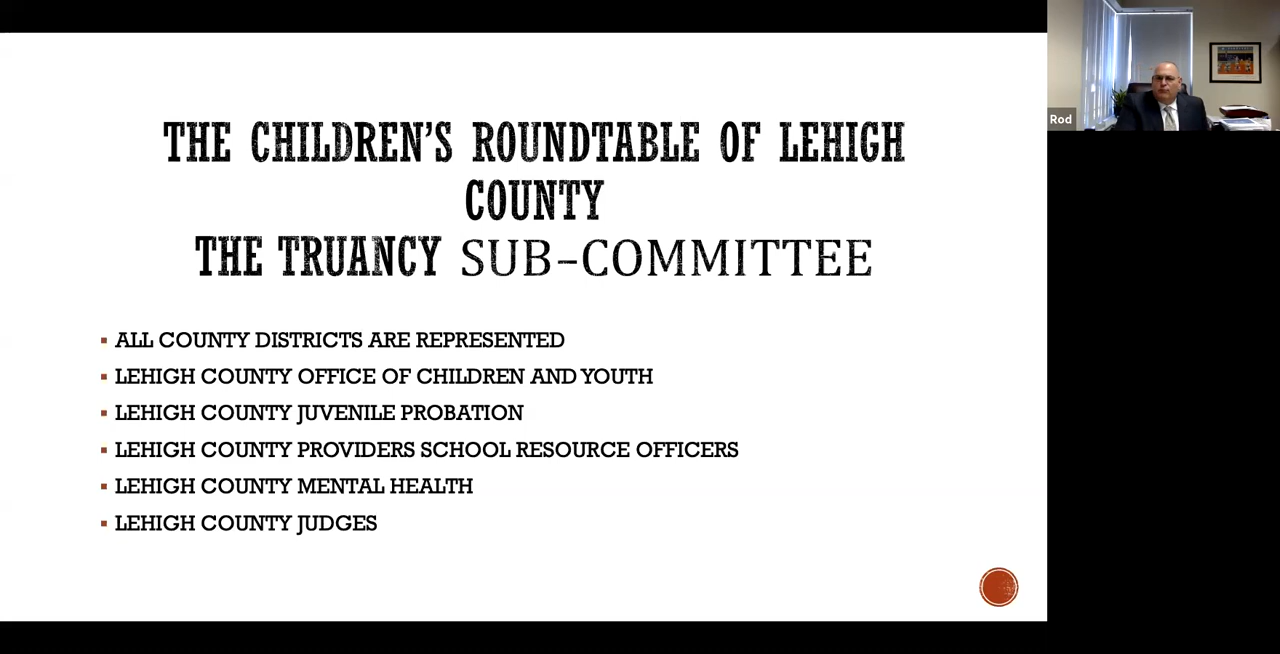 THE CHILDREN'S ROUNDTABLE OF LEHIGH
COUNTY
THE TRUANCY SUB-COMMITTEE
▪ ALL COUNTY DISTRICTS ARE REPRESENTED
▪ LEHIGH COUNTY OFFICE OF CHILDREN AND YOUTH
▪ LEHIGH COUNTY JUVENILE PROBATION
▪ LEHIGH COUNTY PROVIDERS SCHOOL RESOURCE OFFICERS
▪ LEHIGH COUNTY MENTAL HEALTH
▪ LEHIGH COUNTY JUDGES
Rod